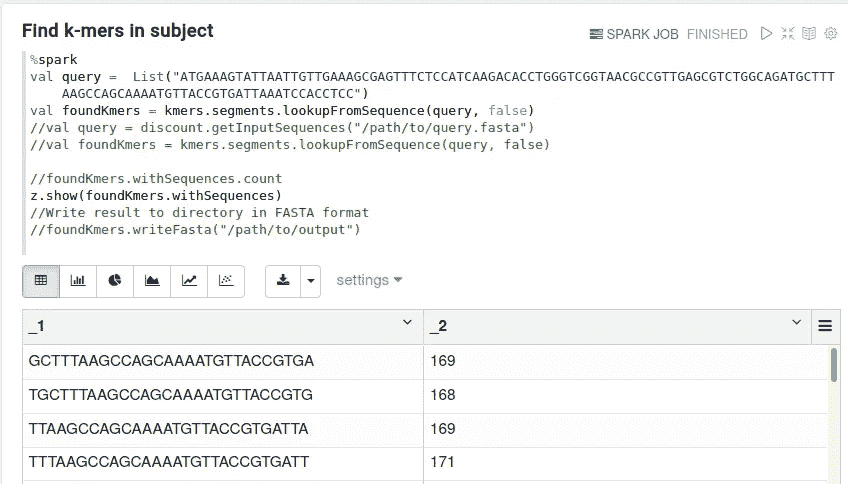 Find k-mers in subject
SPARK JOB FINISHED
%spark
val query =  List("ATGAAAGTATTAATTGTTGAAAGCGAGTTTCTCCATCAAGACACCTGGGTCGGTAACGCCGTTGAGCGTCTGGCAGATGCTTT
AAGCCAGCAAAATGTTACCGTGATTAAATCCACCTCC")
val foundKmers = kmers.segments.lookupFromSequence(query, false)
//val query = discount.getInputSequences("/path/to/query.fasta")
//val foundKmers = kmers.segments.lookupFromSequence(query, false)
//foundKmers.withSequences.count
z.show(foundKmers.withSequences)
//Write result to directory in FASTA format
//foundKmers.writeFasta("/path/to/output")
settings
_1 _2
GCTTTAAGCCAGCAAAATGTTACCGTGA 169
TGCTTTAAGCCAGCAAAATGTTACCGTG 168
TTAAGCCAGCAAAATGTTACCGTGATTA 169
TTTAAGCCAGCAAAATGTTACCGTGATT 171